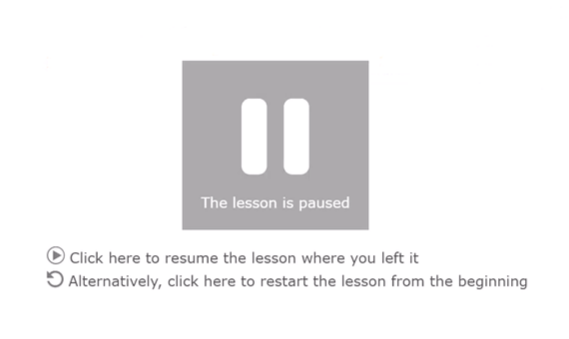 The lesson is paused
Click here to resume the lesson where you left it
Alternatively, click here to restart the lesson from the beginning